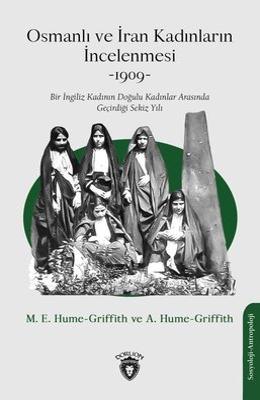 Osmanlı ve İran Kadınların
İncelenmesi
-1909-
Bir İngiliz Kadının Doğulu Kadınlar Arasında
Geçirdiği Sekiz Yılı
M. E. Hume-Griffith ve A. Hume-Griffith
DORLION
Sosyoloji-Antropoloji